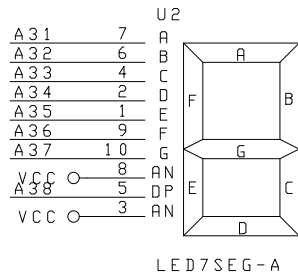 U2
A31 7 A
A32 6 B
A33 4 C
A34 2 D
A35 1 E
A36 9 F
A37 10 G
VCC 8 AN
A38 5 DP
VCC 3 AN
A
F B
G
E C
D
LED7SEG-A